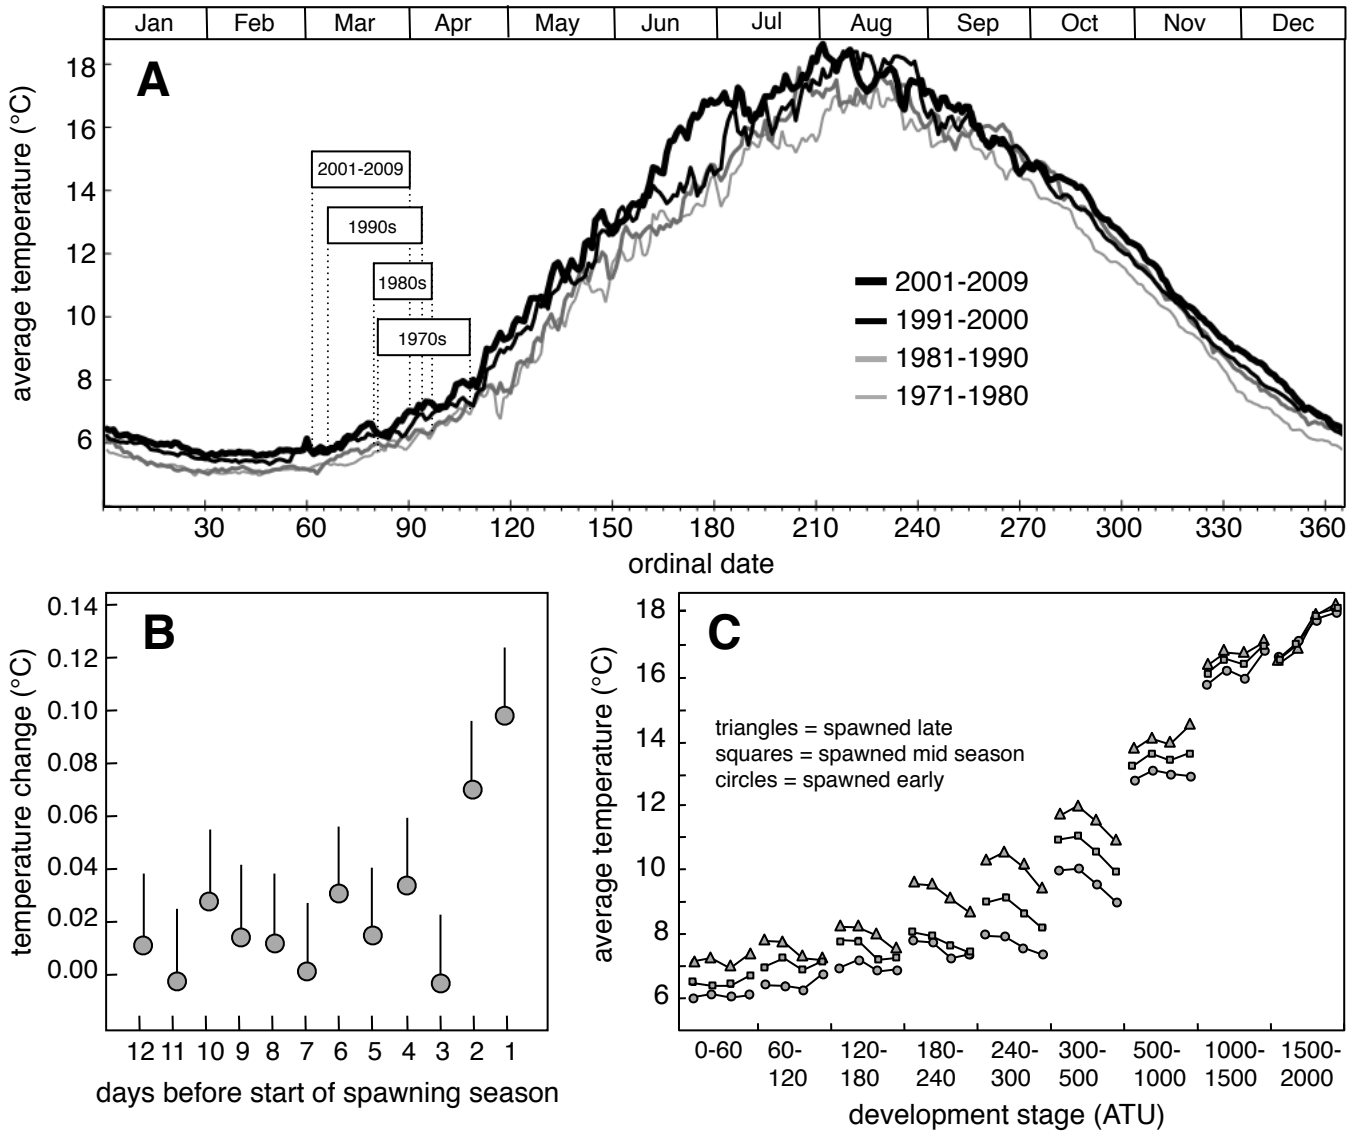 Jan Feb Mar Apr May Jun Jul Aug Sep Oct Nov Dec
A
18
16
14
12
10
8
6
average temperature (°C)
2001-2009
1990s
1980s
1970s
2001-2009
1991-2000
1981-1990
1971-1980
30 60 90 120 150 180 210 240 270 300 330 360
ordinal date
B
0.14
0.12
0.10
0.08
0.06
0.04
0.02
0.00
temperature change (°C)
12 11 10 9 8 7 6 5 4 3 2 1
days before start of spawning season
C
18
16
14
12
10
8
6
average temperature (°C)
triangles = spawned late
squares = spawned mid season
circles = spawned early
0-60 60- 120- 180- 240- 300- 500- 1000- 1500-
120 180 240 300 500 1000 1500 2000
development stage (ATU)